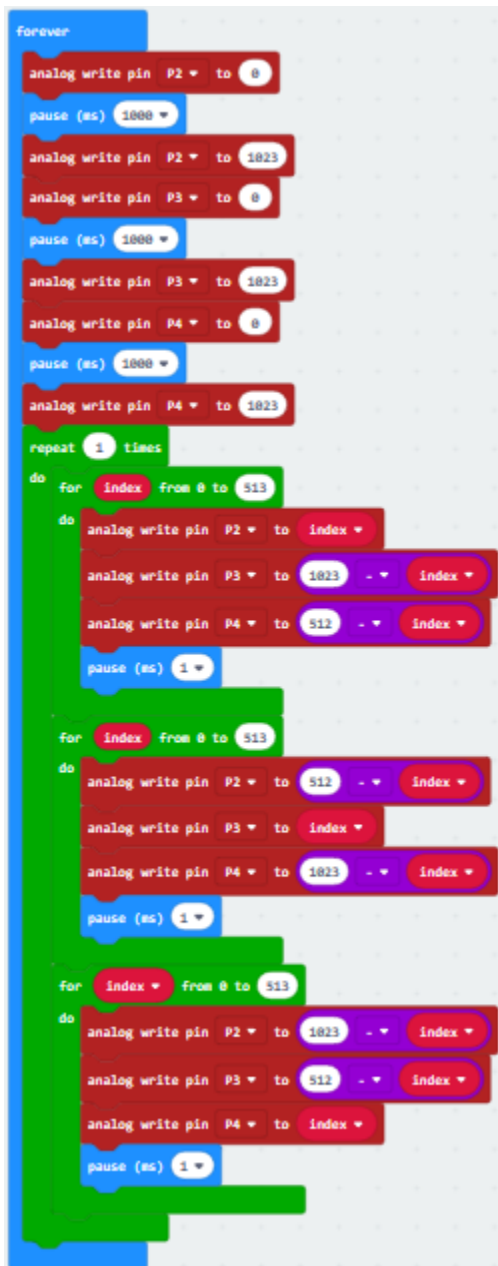 forever
analog write pin P2 to 0
pause (ms) 1000
analog write pin P2 to 1023
analog write pin P3 to 0
pause (ms) 1000
analog write pin P3 to 1023
analog write pin P4 to 0
pause (ms) 1000
analog write pin P4 to 1023
repeat 1 times
do for index from 0 to 513
do analog write pin P2 to index
analog write pin P3 to 1023 - index
analog write pin P4 to 512 - index
pause (ms) 1
for index from 0 to 513
do analog write pin P2 to 512 - index
analog write pin P3 to index
analog write pin P4 to 1023 - index
pause (ms) 1
for index from 0 to 513
do analog write pin P2 to 1023 - index
analog write pin P3 to 512 - index
analog write pin P4 to index
pause (ms) 1